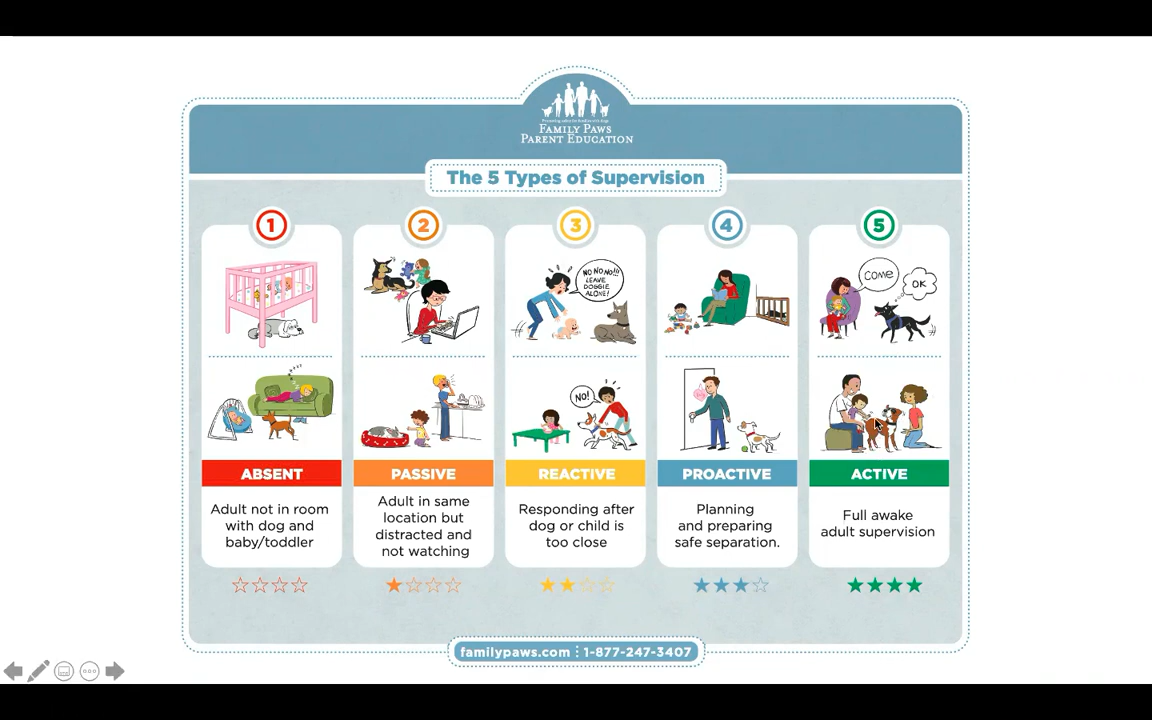 FAMILY PAWS
PARENT EDUCATION
The 5 Types of Supervision
1
2
3
4
5
NO NO NO!!!
LEAVE
DOGGIE
ALONE!
COME
OK
NO!
ABSENT
Adult not in room
with dog and
baby/toddler
PASSIVE
Adult in same
location but
distracted and
not watching
REACTIVE
Responding after
dog or child is
too close
PROACTIVE
Planning
and preparing
safe separation.
ACTIVE
Full awake
adult supervision
familypaws.com
1-877-247-3407